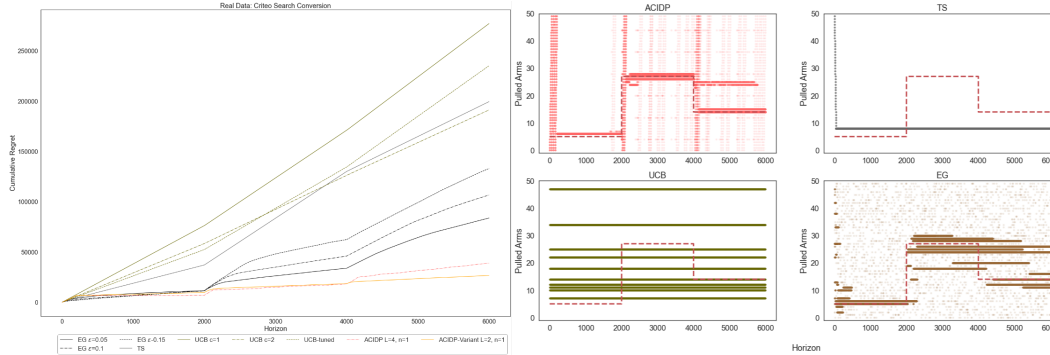 Real Data: Criteo Search Conversion
Cumulative Regret
250000
200000
150000
100000
50000
0
0 1000 2000 3000 4000 5000 6000
Horizon
EG ε=0.05 EG ε-0.15 UCB c=1 UCB c=2 UCB-tuned ACIDP L=4, n=1 ACIDP-Variant L=2, n=1
EG ε=0.1 TS
ACIDP
Pulled Arms
50
40
30
20
10
0
0 1000 2000 3000 4000 5000 6000
TS
Pulled Arms
50
40
30
20
10
0
0 1000 2000 3000 4000 5000 6000
UCB
Pulled Arms
50
40
30
20
10
0
0 1000 2000 3000 4000 5000 6000
EG
Pulled Arms
50
40
30
20
10
0
0 1000 2000 3000 4000 5000 6000
Horizon